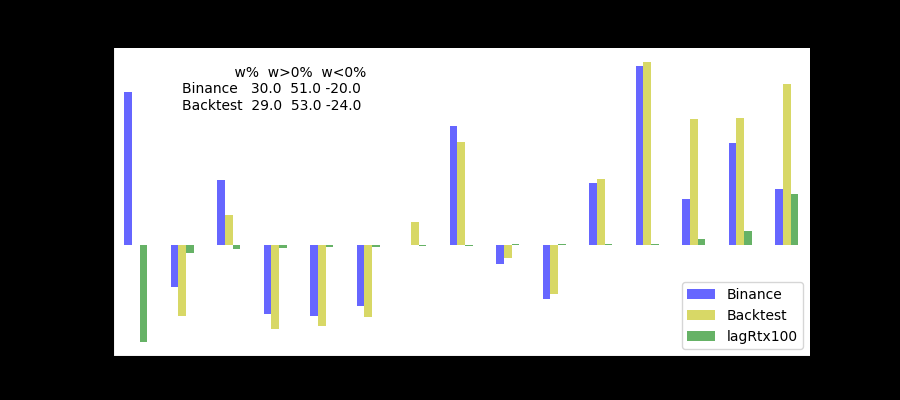 w% w>0% w<0%
Binance 30.0 51.0 -20.0
Backtest 29.0 53.0 -24.0
Binance
Backtest
lagRtx100